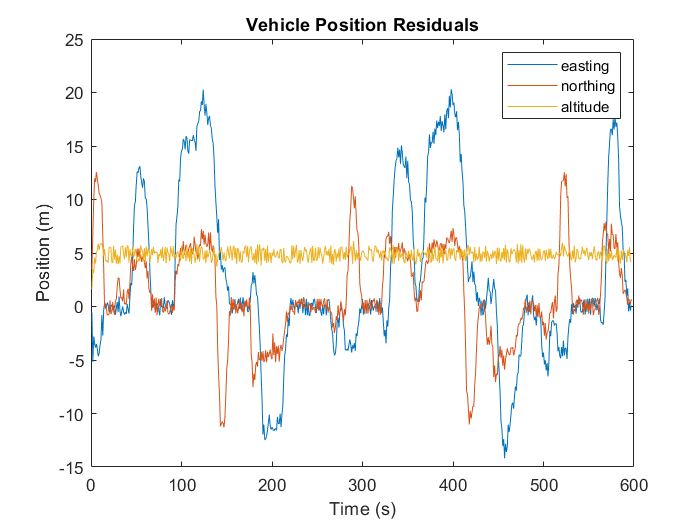 Vehicle Position Residuals
25
20
15
10
5
0
-5
-10
-15
Position (m)
easting
northing
altitude
0 100 200 300 400 500 600
Time (s)